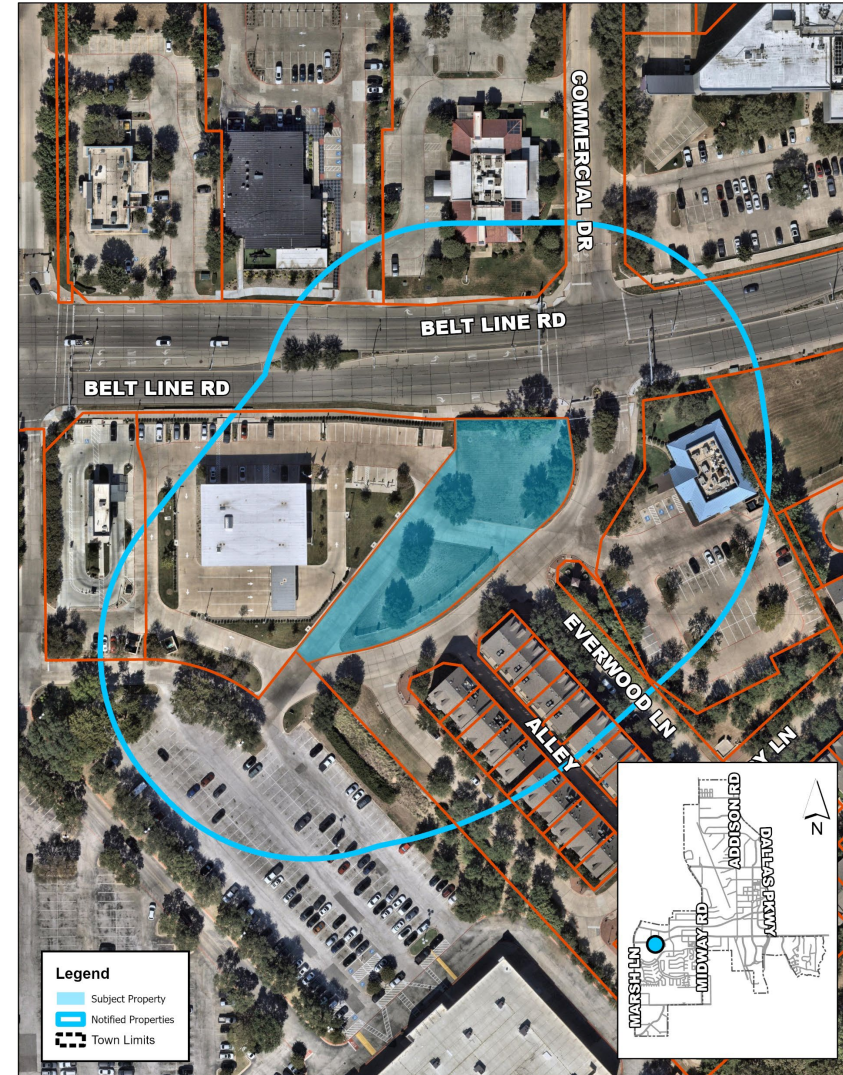 COMMERCIAL DR
BELT LINE RD
BELT LINE RD
EVERWOOD LN
ALLEY
Y LN
Legend
Subject Property
Notified Properties
Town Limits
ADDISON RD
DALLAS PKWY
MIDWAY RD
MARSH LN
N